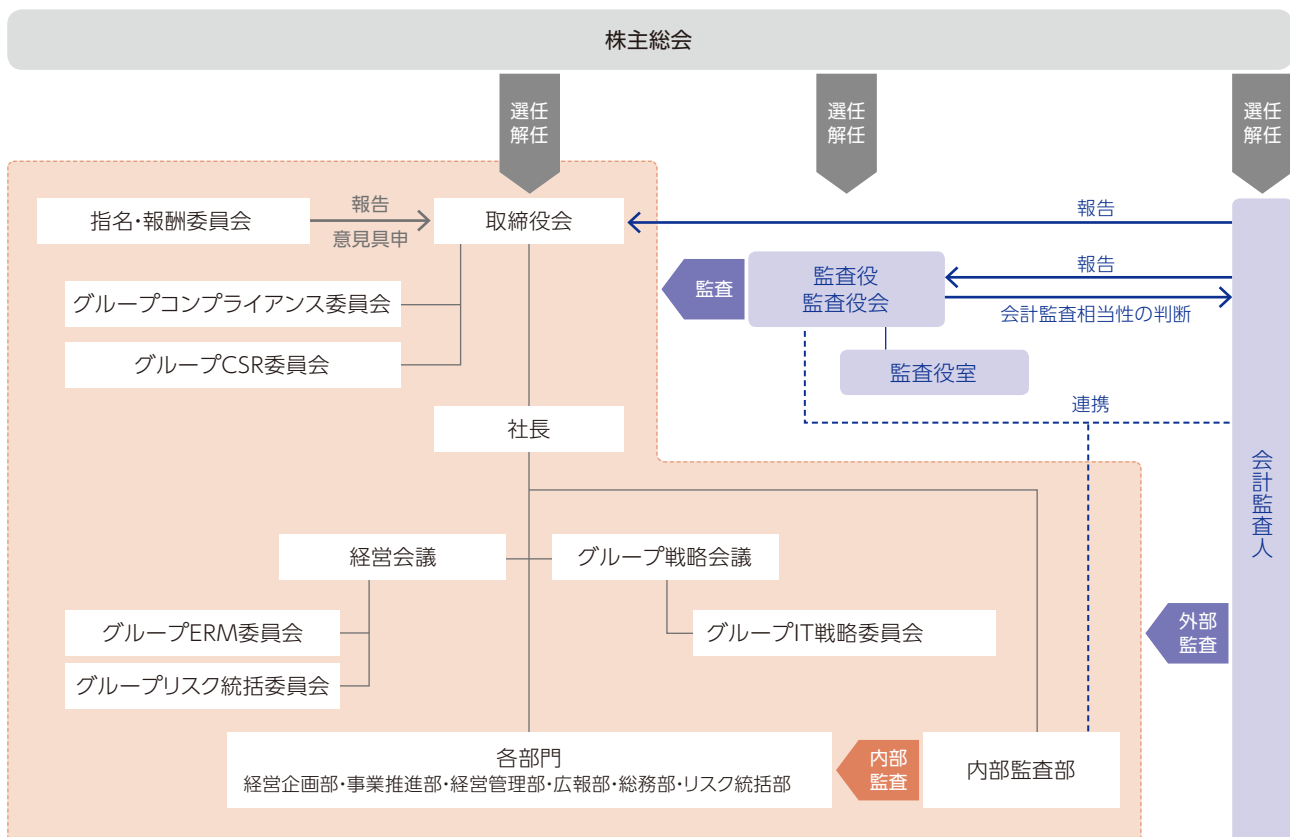 株主総会
選任
解任
選任
解任
選任
解任
指名・報酬委員会
報告
意見具申
取締役会
報告
グループコンプライアンス委員会
グループCSR委員会
監査
監査役
監査役会
報告
会計監査相当性の判断
監査役室
連携
社長
会計監査人
経営会議
グループ戦略会議
グループERM委員会
グループIT戦略委員会
グループリスク統括委員会
外部
監査
各部門
経営企画部・事業推進部・経営管理部・広報部・総務部・リスク統括部
内部
監査
内部監査部